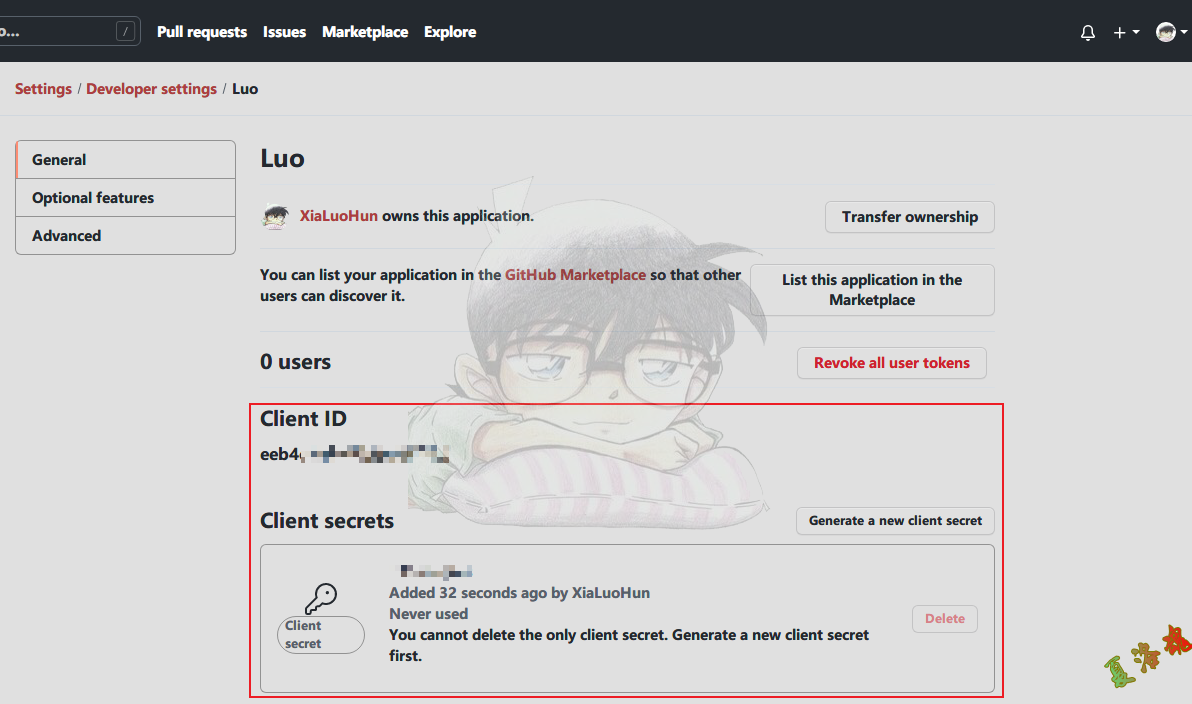 o... /
Pull requests Issues Marketplace Explore
Settings / Developer settings / Luo
General
Optional features
Advanced
Luo
XiaLuoHun owns this application.
Transfer ownership
You can list your application in the GitHub Marketplace so that other
users can discover it.
List this application in the
Marketplace
0 users
Revoke all user tokens
Client ID
eeb4
Client secrets
Generate a new client secret
Client
secret
Added 32 seconds ago by XiaLuoHun
Never used
You cannot delete the only client secret. Generate a new client secret
first.
Delete
夏洛魂